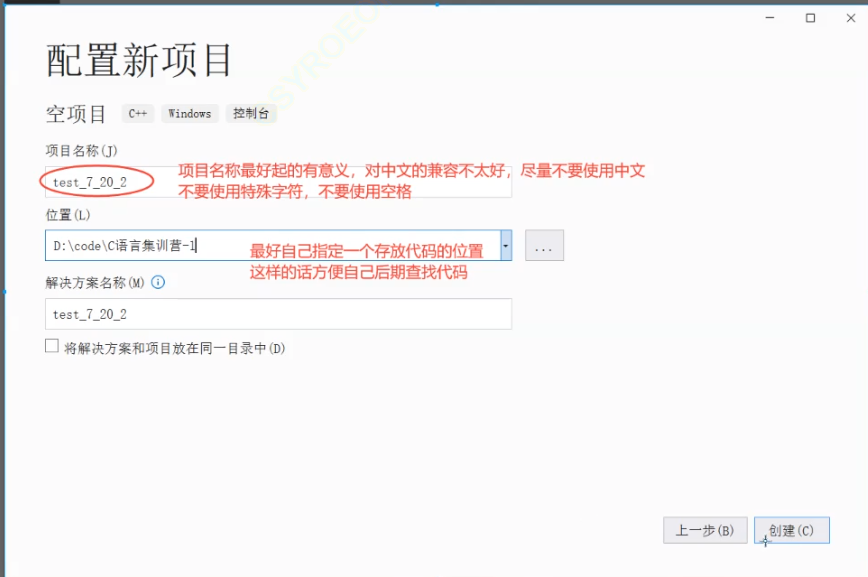 配置新项目
空项目 C++ Windows 控制台
项目名称(J)
test_7_20_2
项目名称最好起的有意义，对中文的兼容不太好，尽量不要使用中文
不要使用特殊字符，不要使用空格
位置(L)
D:\code\C语言集训营-1
...
最好自己指定一个存放代码的位置
这样的话方便自己后期查找代码
解决方案名称(M)
test_7_20_2
将解决方案和项目放在同一目录中(D)
上一步(B) 创建(C)